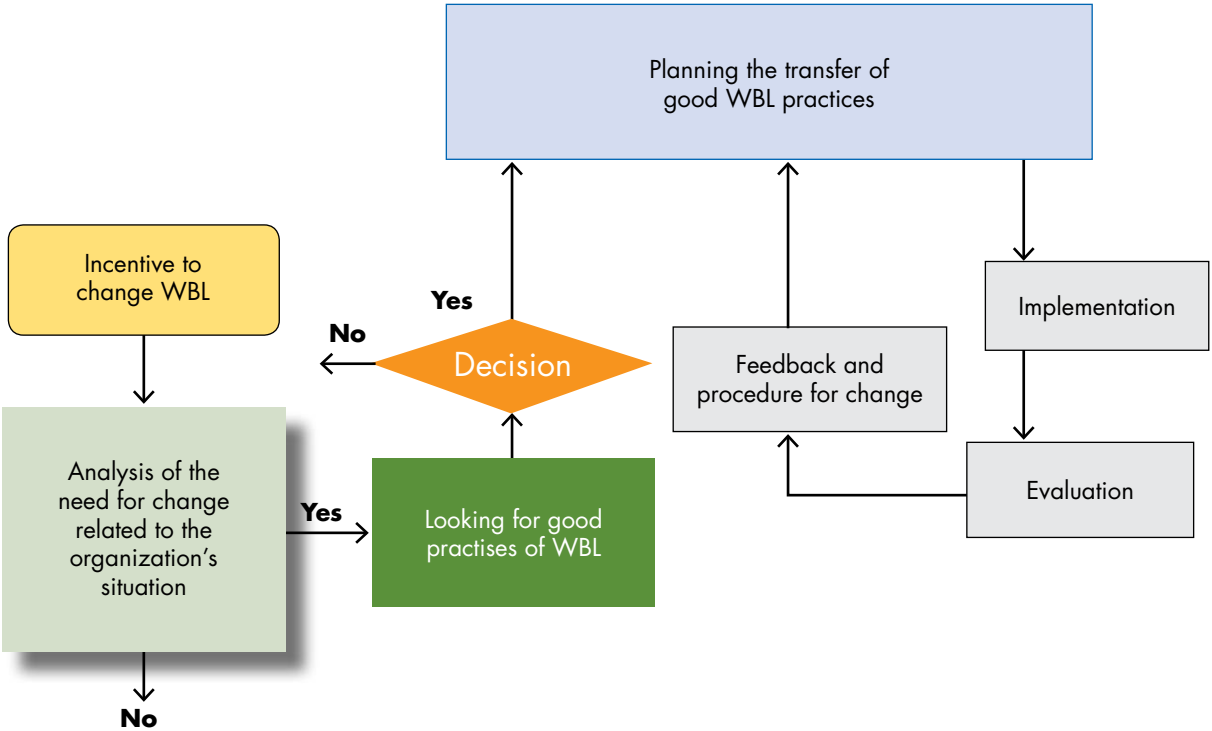 Planning the transfer of
good WBL practices
Incentive to
change WBL
Yes
No
Decision
Implementation
Feedback and
procedure for change
Analysis of the
need for change
related to the
organization's
situation
Yes
Looking for good
practises of WBL
Evaluation
No